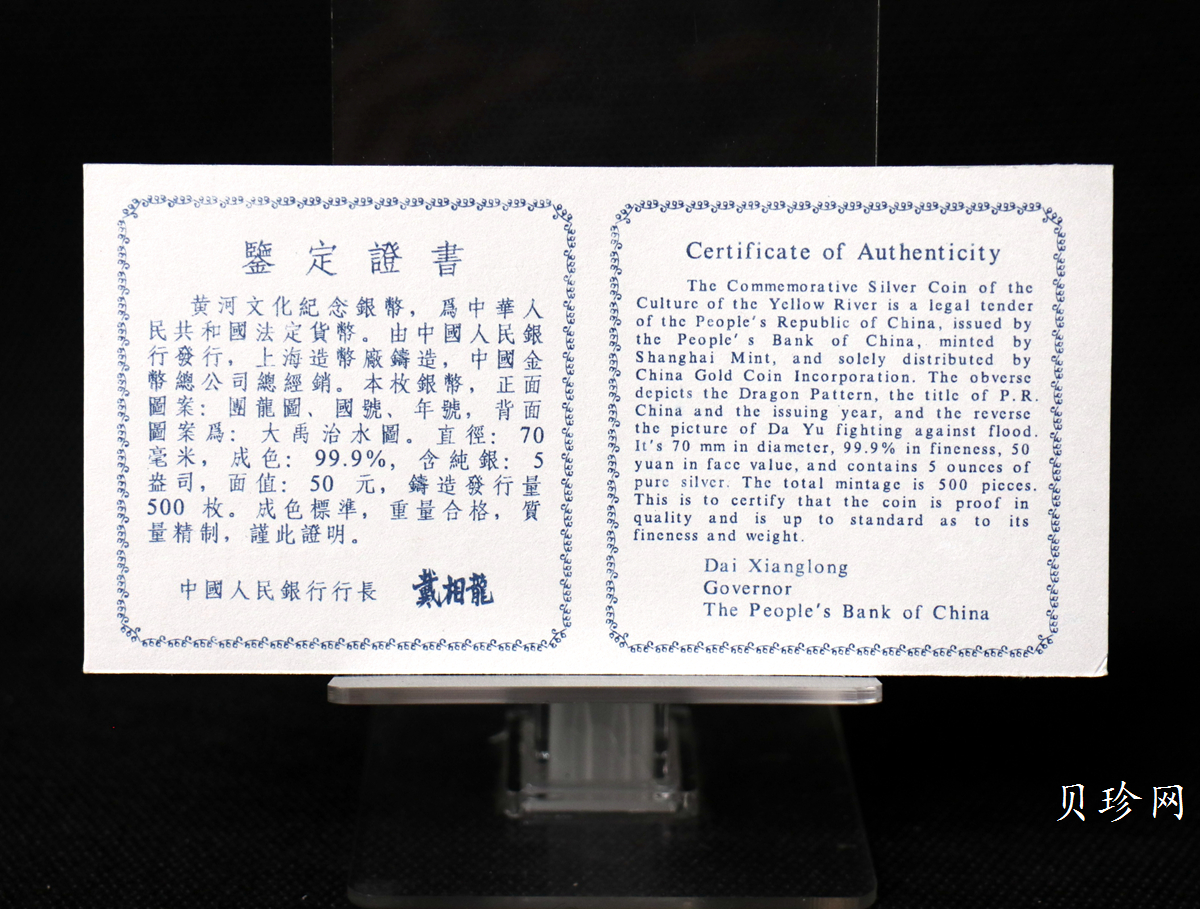 鑒定證書
黄河文化紀念銀幣，爲中華人
民共和國法定貨幣。由中國人民銀
行發行，上海造幣廠鑄造，中國金
幣總公司總經銷。本枚銀幣，正面
圖案：團龍圖、國號、年號，背面
圖案爲：大禹治水圖。直徑：70
毫米，成色：99.9%，含純銀：5
盎司，面值：50 元，鑄造發行量
500 枚。成色標準，重量合格，質
量精制，謹此證明。
中國人民銀行行長 戴相龍
Certificate of Authenticity
The Commemorative Silver Coin of the
Culture of the Yellow River is a legal tender
of the People's Republic of China, issued by
the People's Bank of China, minted by
Shanghai Mint, and solely distributed by
China Gold Coin Incorporation. The obverse
depicts the Dragon Pattern, the title of P.R.
China and the issuing year, and the reverse
the picture of Da Yu fighting against flood.
It's 70 mm in diameter, 99.9% in fineness, 50
yuan in face value, and contains 5 ounces of
pure silver. The total mintage is 500 pieces.
This is to certify that the coin is proof in
quality and is up to standard as to its
fineness and weight.
Dai Xianglong
Governor
The People's Bank of China
贝珍网